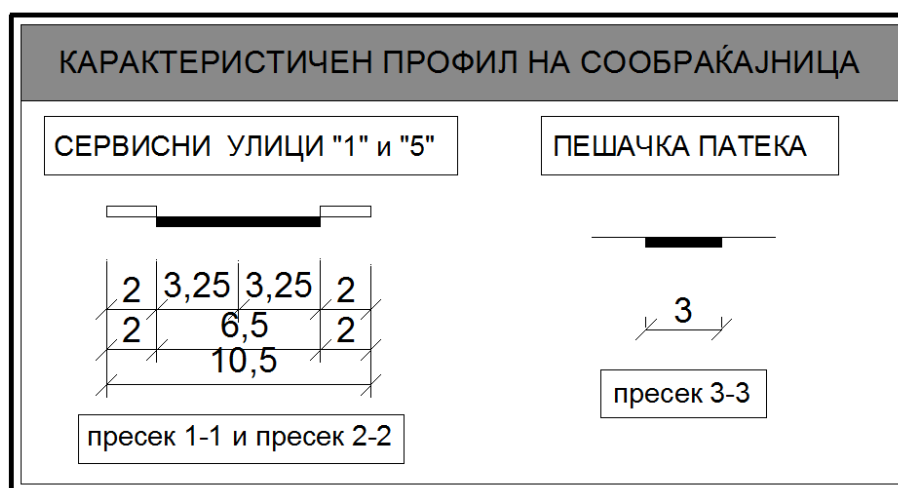 КАРАКТЕРИСТИЧЕН ПРОФИЛ НА СООБРАЌАЈНИЦА
СЕРВИСНИ УЛИЦИ "1" и "5"
2 3,25 3,25 2
2 6,5 2
10,5
пресек 1-1 и пресек 2-2
ПЕШАЧКА ПАТЕКА
3
пресек 3-3